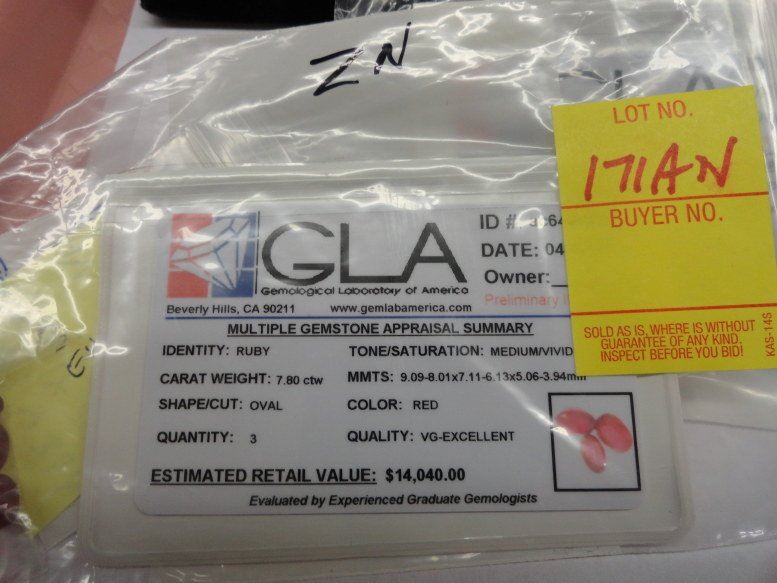 ZN
LOT NO.
171AN
BUYER NO.
SOLD AS IS, WHERE IS WITHOUT
GUARANTEE OF ANY KIND.
INSPECT BEFORE YOU BID!
KAS-14S
GLA
Gemological Laboratory of America
Beverly Hills, CA 90211 www.gemlabamerica.com
ID #:
DATE: 04
Owner:
Preliminary
MULTIPLE GEMSTONE APPRAISAL SUMMARY
IDENTITY: RUBY TONE/SATURATION: MEDIUM/VIVID
CARAT WEIGHT: 7.80 ctw MMTS: 9.09-8.01x7.11-6.13x5.06-3.94mm
SHAPE/CUT: OVAL COLOR: RED
QUANTITY: 3 QUALITY: VG-EXCELLENT
ESTIMATED RETAIL VALUE: $14,040.00
Evaluated by Experienced Graduate Gemologists